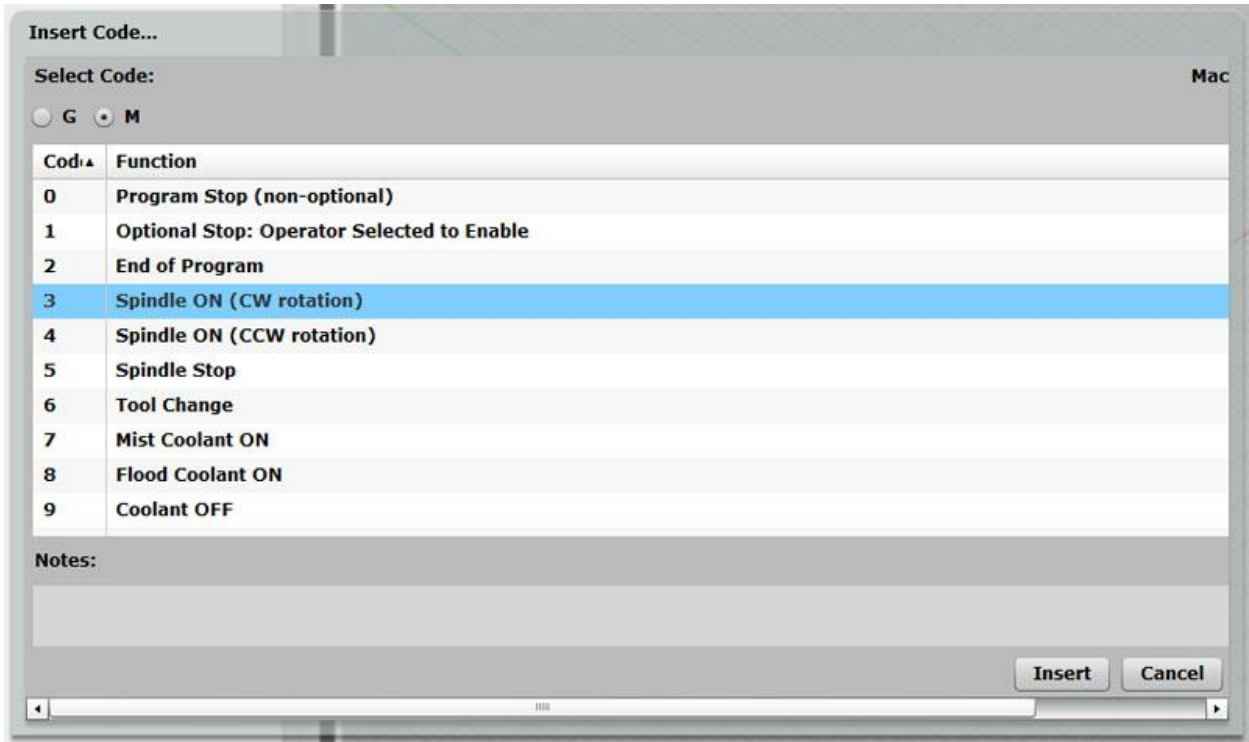 Insert Code...
Select Code: Mac
G M
Function
0 Program Stop (non-optional)
1 Optional Stop: Operator Selected to Enable
2 End of Program
3 Spindle ON (CW rotation)
4 Spindle ON (CCW rotation)
5 Spindle Stop
6 Tool Change
7 Mist Coolant ON
8 Flood Coolant ON
9 Coolant OFF
Notes:
Insert Cancel